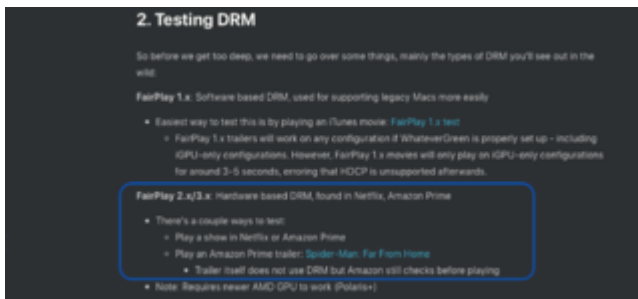 2. Testing DRM
So before we get too deep, we need to go over some things, mainly the types of DRM you'll see out in the
wild:
FairPlay 1.x: Software based DRM, used for supporting legacy Macs more easily
• Easiest way to test this is by playing an iTunes movie: FairPlay 1.x test
◦ FairPlay 1.x trailers will work on any configuration if WhateverGreen is properly set up - including
iGPU-only configurations. However, FairPlay 1.x movies will only play on iGPU-only configurations
for around 3-5 seconds, erroring that HDCP is unsupported afterwards.
FairPlay 2.x/3.x: Hardware based DRM, found in Netflix, Amazon Prime
• There's a couple ways to test:
◦ Play a show in Netflix or Amazon Prime
◦ Play an Amazon Prime trailer: Spider-Man: Far From Home
▪ Trailer itself does not use DRM but Amazon still checks before playing
• Note: Requires newer AMD GPU to work (Polaris+)